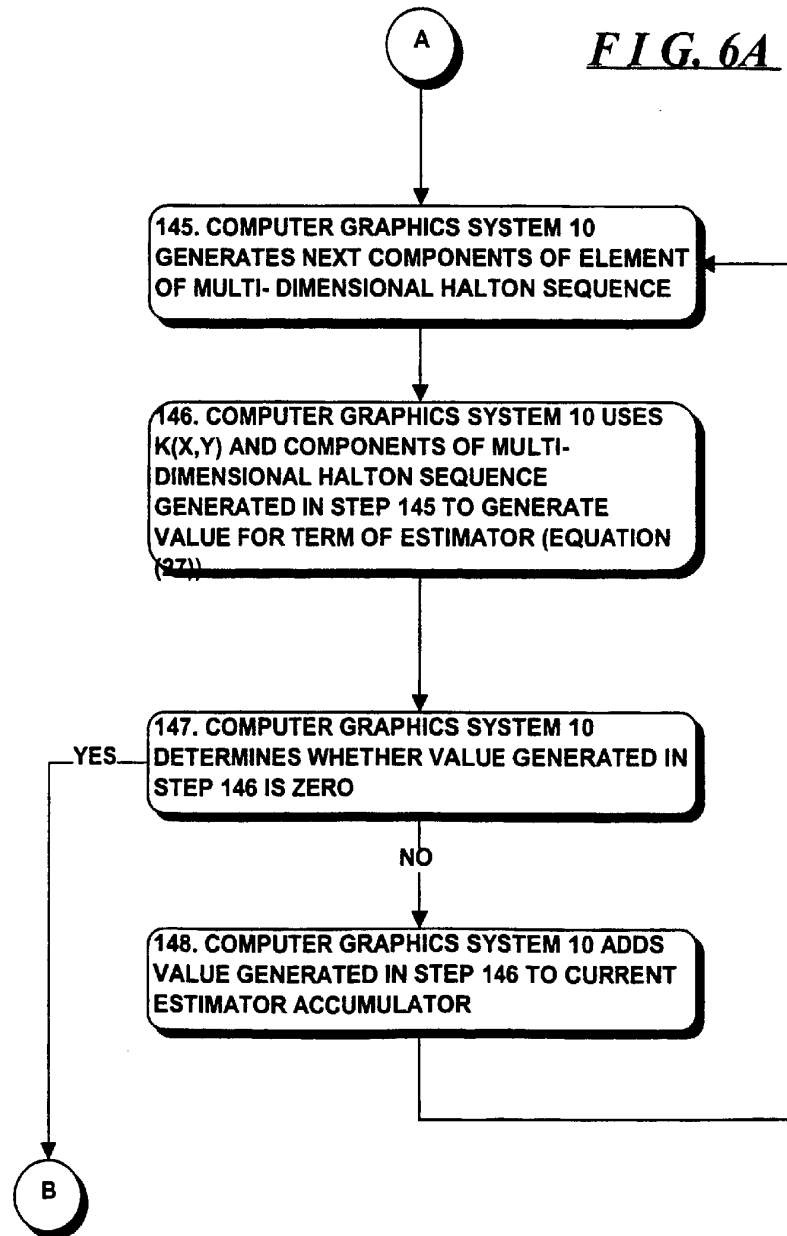 A
F I G. 6A
145. COMPUTER GRAPHICS SYSTEM 10
GENERATES NEXT COMPONENTS OF ELEMENT
OF MULTI- DIMENSIONAL HALTON SEQUENCE
146. COMPUTER GRAPHICS SYSTEM 10 USES
K(X,Y) AND COMPONENTS OF MULTI-
DIMENSIONAL HALTON SEQUENCE
GENERATED IN STEP 145 TO GENERATE
VALUE FOR TERM OF ESTIMATOR (EQUATION
(27))
147. COMPUTER GRAPHICS SYSTEM 10
DETERMINES WHETHER VALUE GENERATED IN
STEP 146 IS ZERO
YES
NO
148. COMPUTER GRAPHICS SYSTEM 10 ADDS
VALUE GENERATED IN STEP 146 TO CURRENT
ESTIMATOR ACCUMULATOR
B